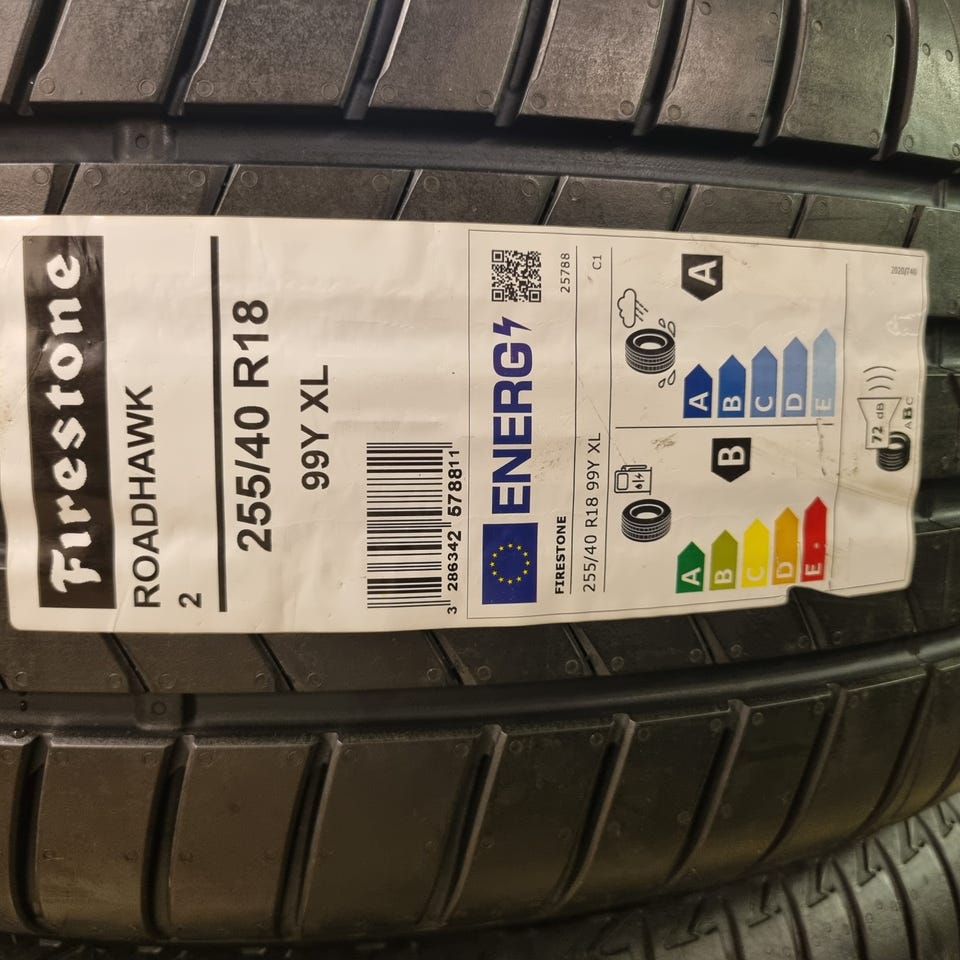 Firestone
ROADHAWK
2
255/40 R18
99Y XL
3 286342 578811
ENERG
FIRESTONE
25788
255/40 R18 99Y XL
C1
A
B
C
D
E
B
A
B
C
D
E
A
72 dB
ABC
2020/740